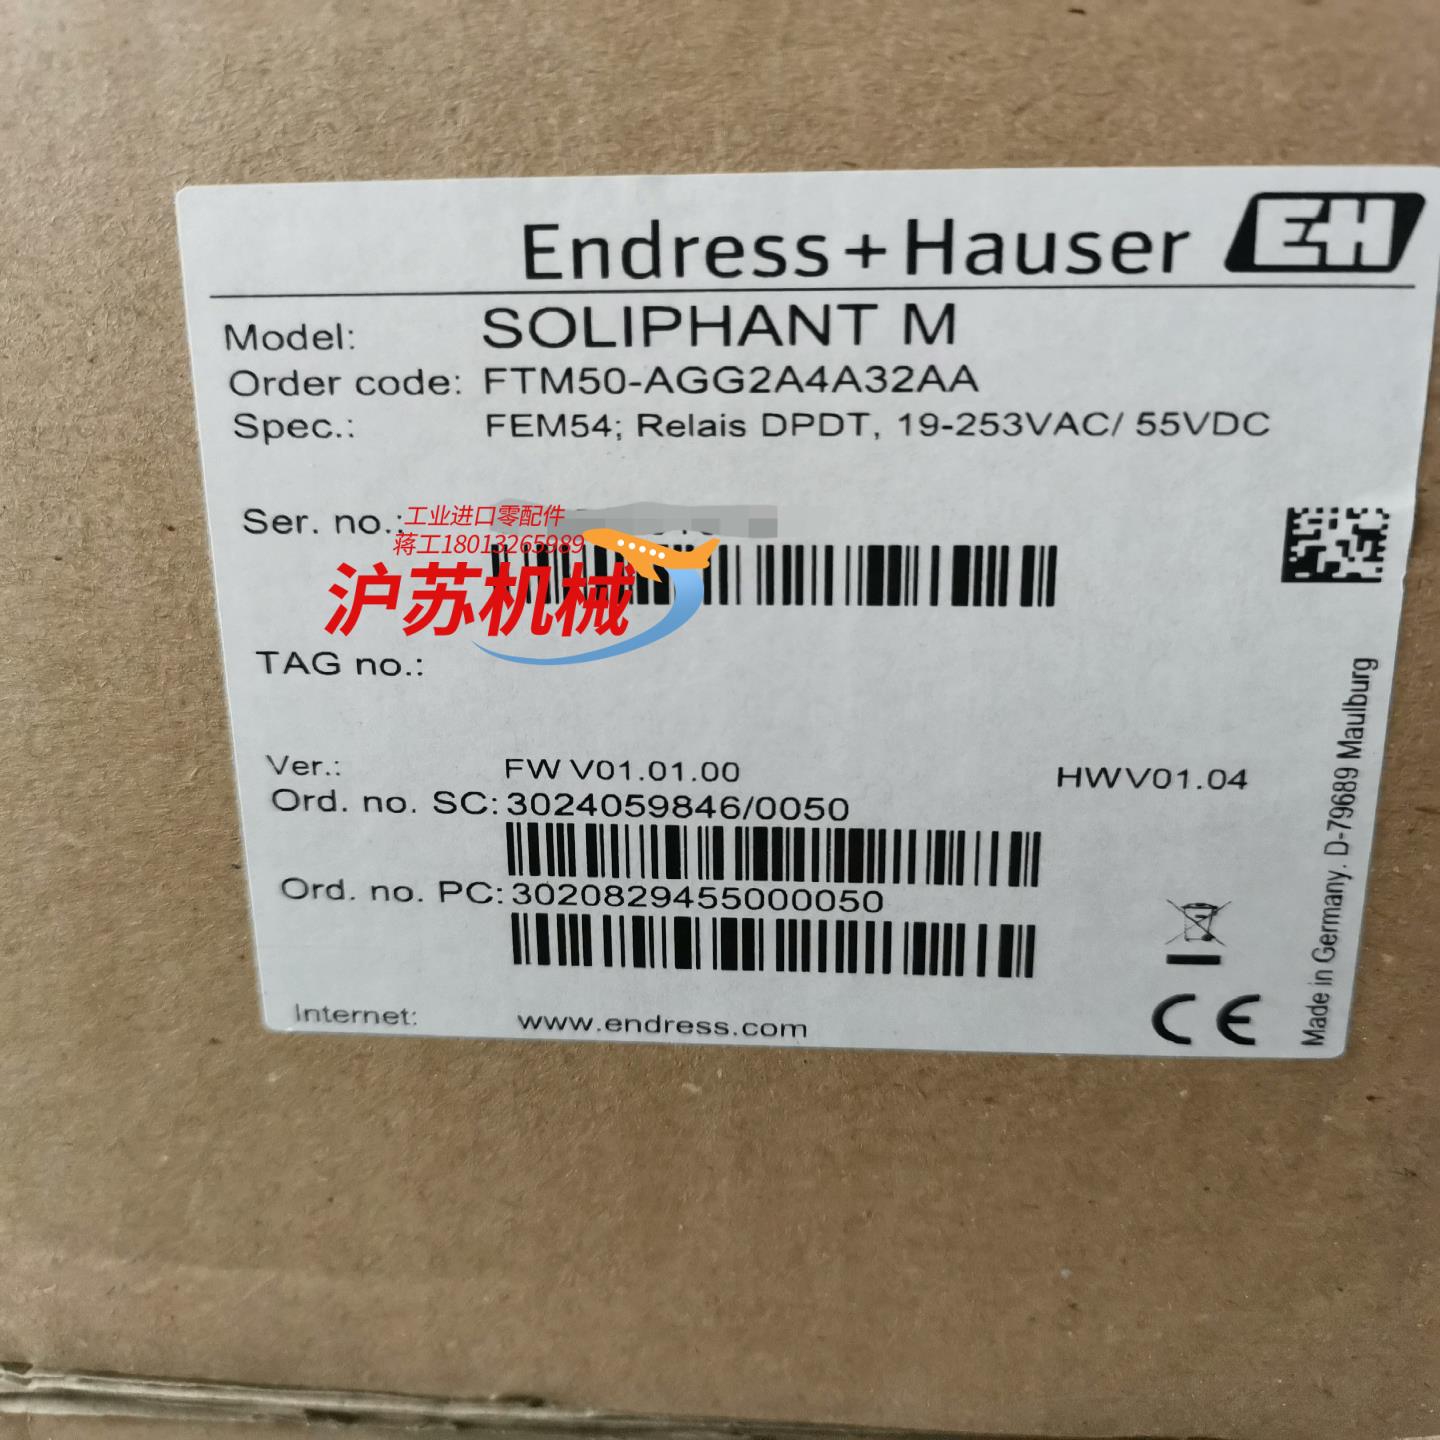 Endress+Hauser EH
Model: SOLIPHANT M
Order code: FTM50-AGG2A4A32AA
Spec.: FEM54; Relais DPDT, 19-253VAC/ 55VDC
Ser. no.:
工业进口零配件
蒋工18013265989
沪苏机械
TAG no.:
Ver.: FW V01.01.00 HWV01.04
Ord. no. SC: 3024059846/0050
Ord. no. PC: 3020829455000050
Internet: www.endress.com
CE
Made in Germany. D-79689 Maulburg